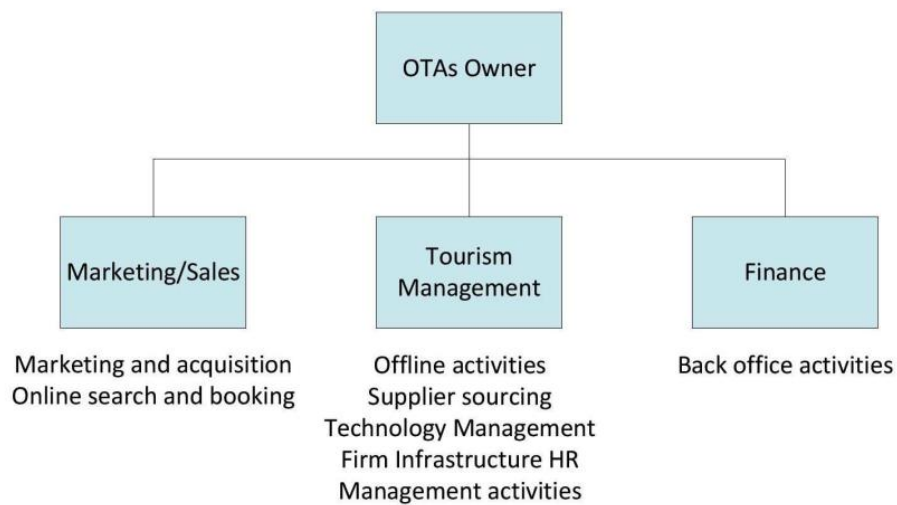 OTAs Owner
Marketing/Sales
Tourism
Management
Finance
Marketing and acquisition
Online search and booking
Offline activities
Supplier sourcing
Technology Management
Firm Infrastructure HR
Management activities
Back office activities